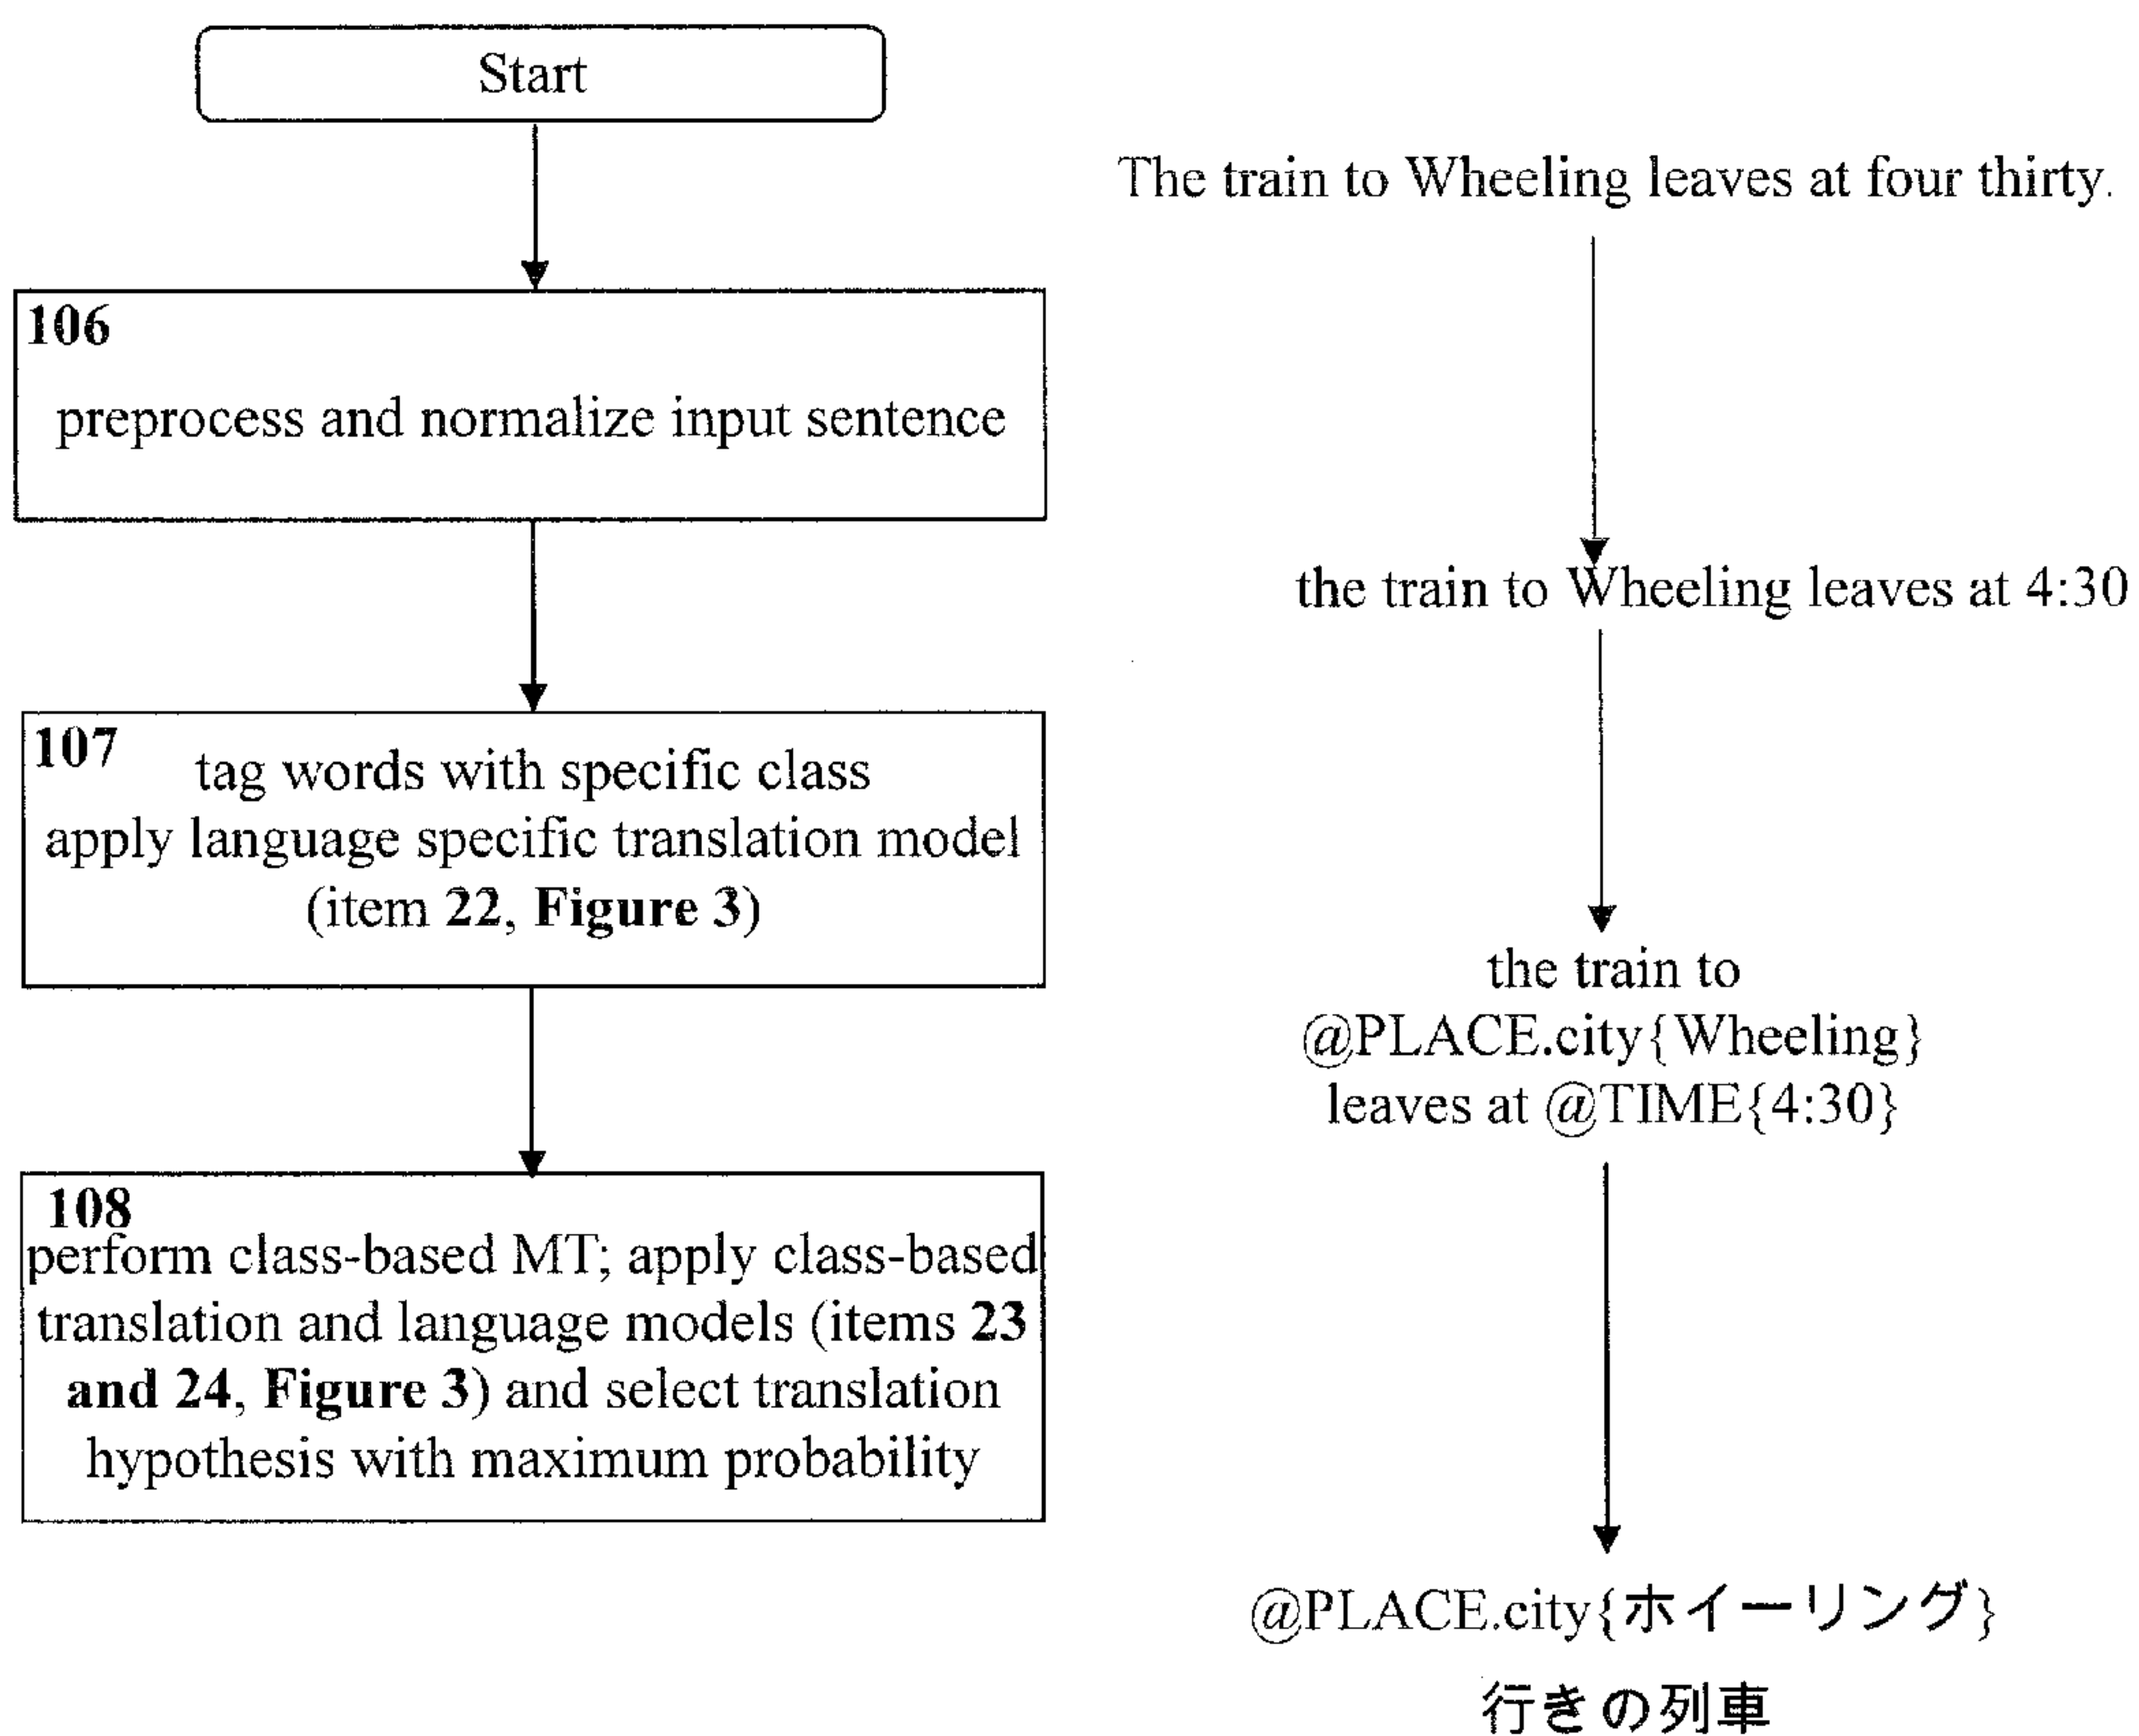 Start
106
preprocess and normalize input sentence
107
tag words with specific class
apply language specific translation model
(item 22, Figure 3)
108
perform class-based MT; apply class-based
translation and language models (items 23
and 24, Figure 3) and select translation
hypothesis with maximum probability
The train to Wheeling leaves at four thirty.
the train to Wheeling leaves at 4:30
the train to
@PLACE.city{Wheeling}
leaves at @TIME{4:30}
@PLACE.city{ホイーリング}
行きの列車